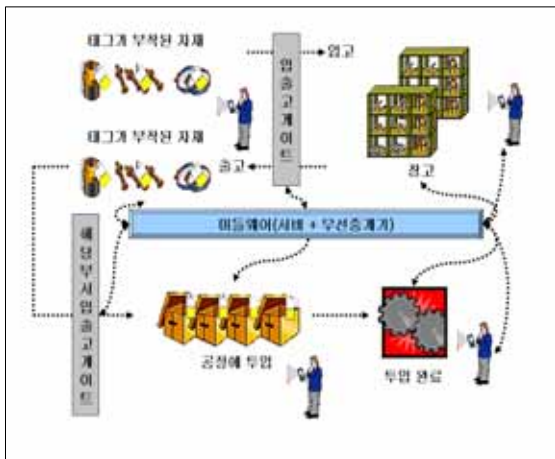 태그가 부착된 자재
입출고게이트
입고
태그가 부착된 자재
출고
창고
미들웨어(서버 + 무선중계기)
해당부서입출고게이트
공정에 투입
투입 완료